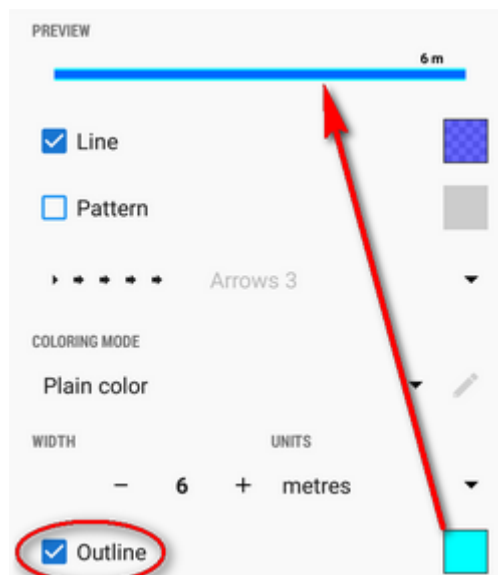 PREVIEW
6 m
Line
Pattern
Arrows 3
COLORING MODE
Plain color
WIDTH UNITS
− 6 + metres
Outline